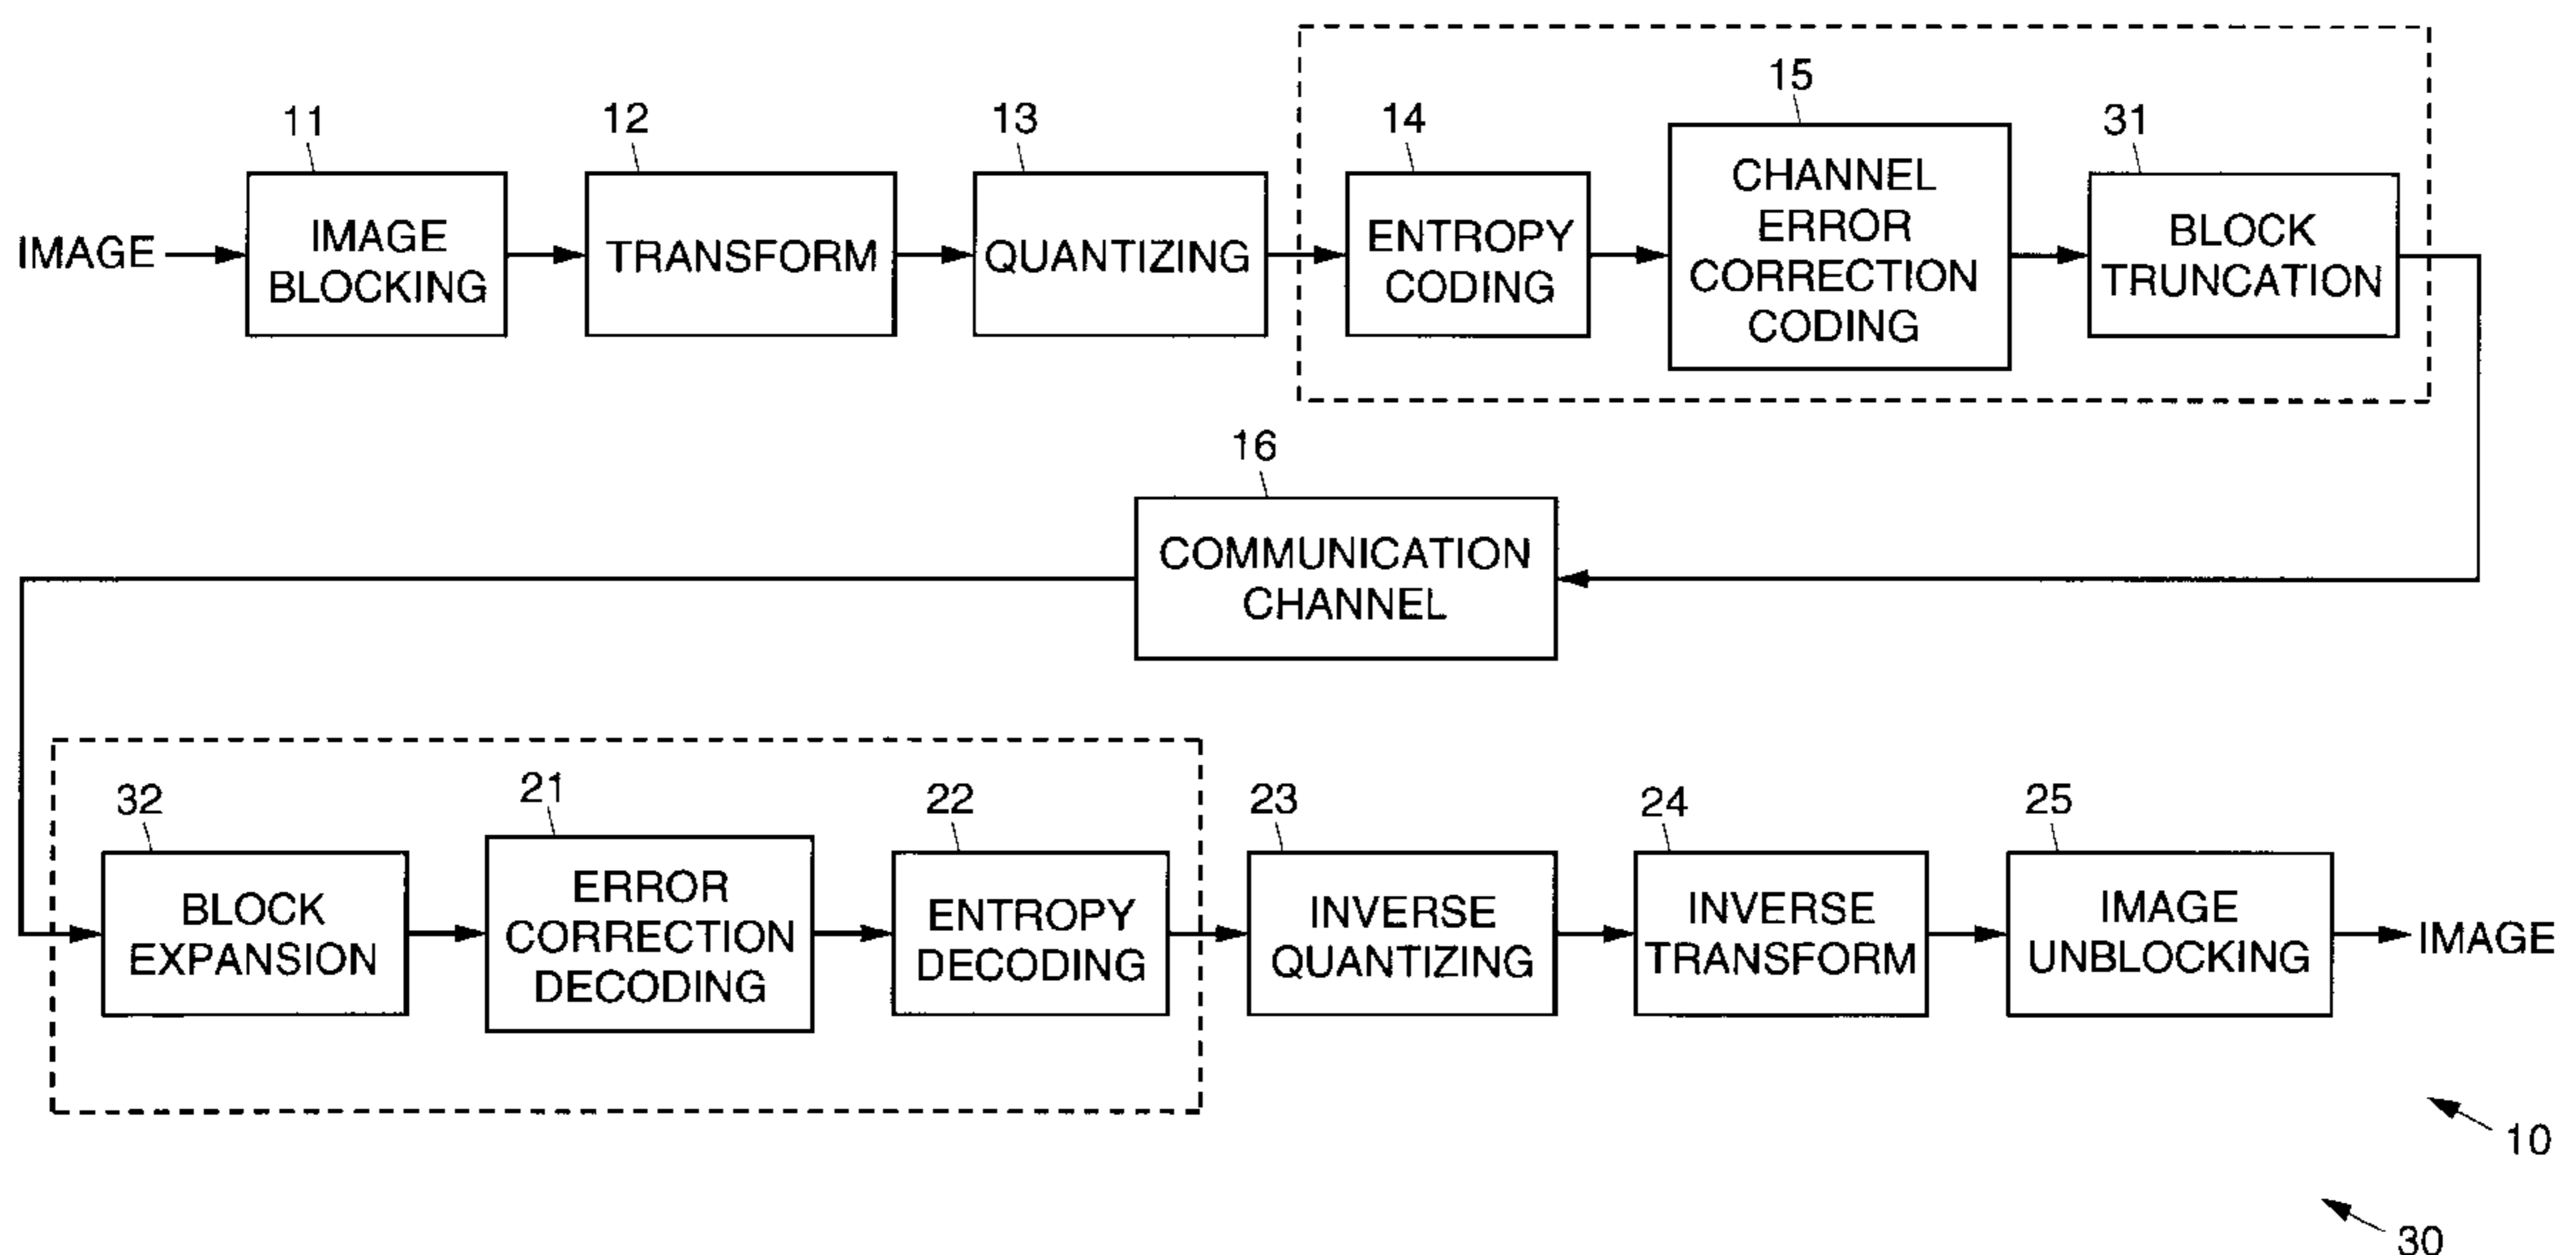 11
12
13
14
15
31
IMAGE
IMAGE
BLOCKING
TRANSFORM
QUANTIZING
ENTROPY
CODING
CHANNEL
ERROR
CORRECTION
CODING
BLOCK
TRUNCATION
16
COMMUNICATION
CHANNEL
32
21
22
23
24
25
BLOCK
EXPANSION
ERROR
CORRECTION
DECODING
ENTROPY
DECODING
INVERSE
QUANTIZING
INVERSE
TRANSFORM
IMAGE
UNBLOCKING
IMAGE
10
30